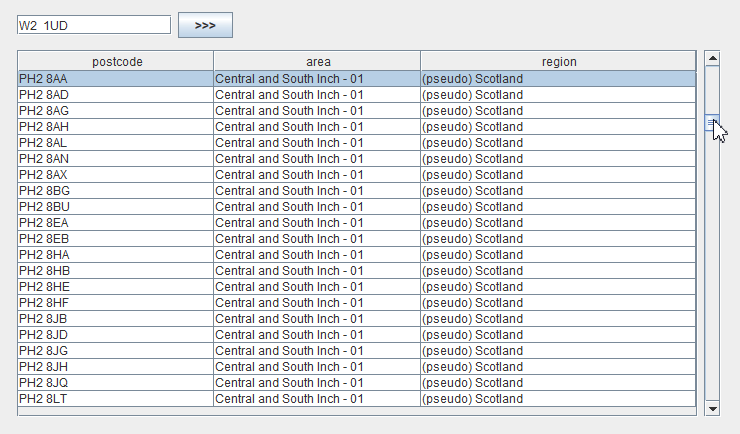 W2  1UD >>>
postcode area region
PH2 8AA Central and South Inch - 01 (pseudo) Scotland
PH2 8AD Central and South Inch - 01 (pseudo) Scotland
PH2 8AG Central and South Inch - 01 (pseudo) Scotland
PH2 8AH Central and South Inch - 01 (pseudo) Scotland
PH2 8AL Central and South Inch - 01 (pseudo) Scotland
PH2 8AN Central and South Inch - 01 (pseudo) Scotland
PH2 8AX Central and South Inch - 01 (pseudo) Scotland
PH2 8BG Central and South Inch - 01 (pseudo) Scotland
PH2 8BU Central and South Inch - 01 (pseudo) Scotland
PH2 8EA Central and South Inch - 01 (pseudo) Scotland
PH2 8EB Central and South Inch - 01 (pseudo) Scotland
PH2 8HA Central and South Inch - 01 (pseudo) Scotland
PH2 8HB Central and South Inch - 01 (pseudo) Scotland
PH2 8HE Central and South Inch - 01 (pseudo) Scotland
PH2 8HF Central and South Inch - 01 (pseudo) Scotland
PH2 8JB Central and South Inch - 01 (pseudo) Scotland
PH2 8JD Central and South Inch - 01 (pseudo) Scotland
PH2 8JG Central and South Inch - 01 (pseudo) Scotland
PH2 8JH Central and South Inch - 01 (pseudo) Scotland
PH2 8JQ Central and South Inch - 01 (pseudo) Scotland
PH2 8LT Central and South Inch - 01 (pseudo) Scotland